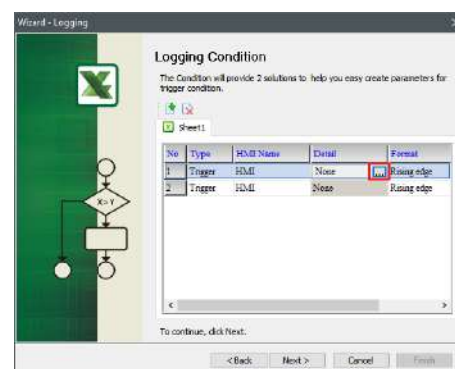 Wizard - Logging
Logging Condition
The Condition will provide 2 solutions to help you easy create parameters for
trigger condition.
Sheet1
No Type HMI Name Detail Format
1 Trigger HMI None ... Rising edge
2 Trigger HMI None Rising edge
X>Y
To continue, click Next.
<Back Next > Cancel Finish